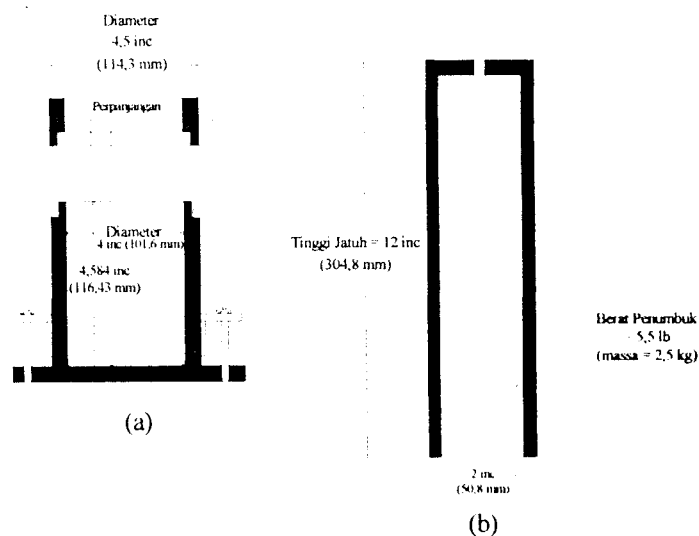 Diameter
4,5 inc
(114,3 mm)
Perpanjangan
Diameter
4 inc (101,6 mm)
4,584 inc
(116,43 mm)
(a)
Tinggi Jatuh = 12 inc
(304,8 mm)
Berat Penumbuk
5,5 lb
(massa = 2,5 kg)
2 inc
(50,8 mm)
(b)